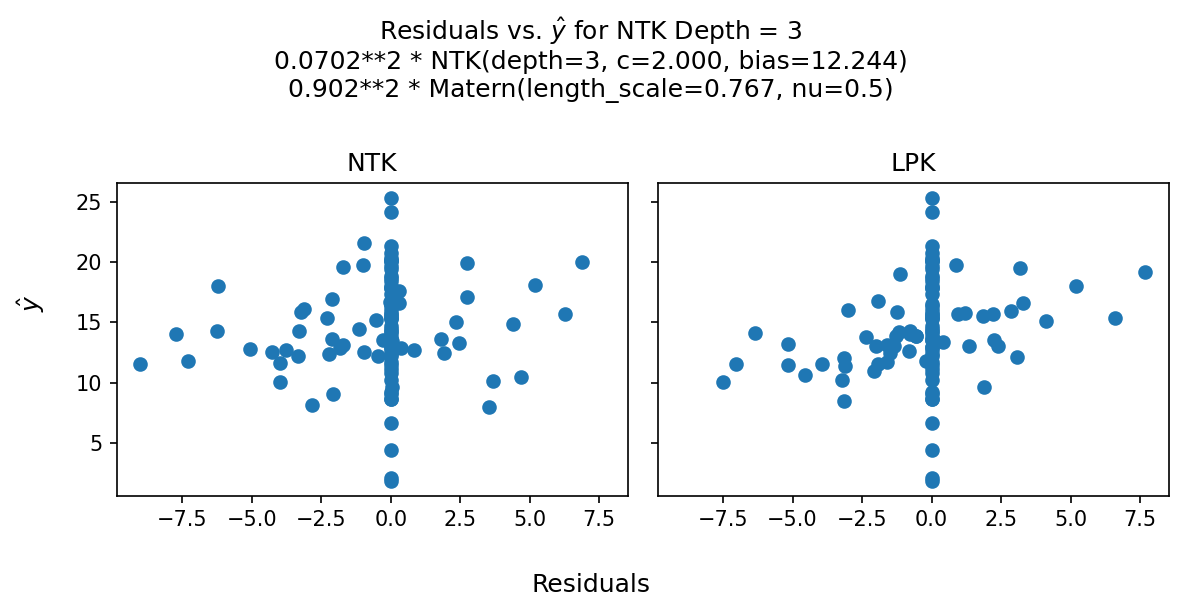 Residuals vs. ŷ for NTK Depth = 3
0.0702**2 * NTK(depth=3, c=2.000, bias=12.244)
0.902**2 * Matern(length_scale=0.767, nu=0.5)
NTK
LPK
25
20
15
10
5
ŷ
−7.5 −5.0 −2.5 0.0 2.5 5.0 7.5
−7.5 −5.0 −2.5 0.0 2.5 5.0 7.5
Residuals